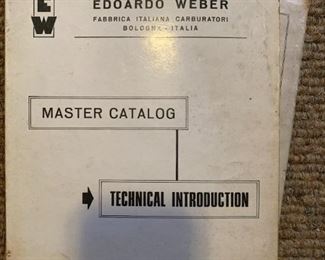 E
W
EDOARDO WEBER
FABBRICA ITALIANA CARBURATORI
BOLOGNA - ITALIA
MASTER CATALOG
TECHNICAL INTRODUCTION